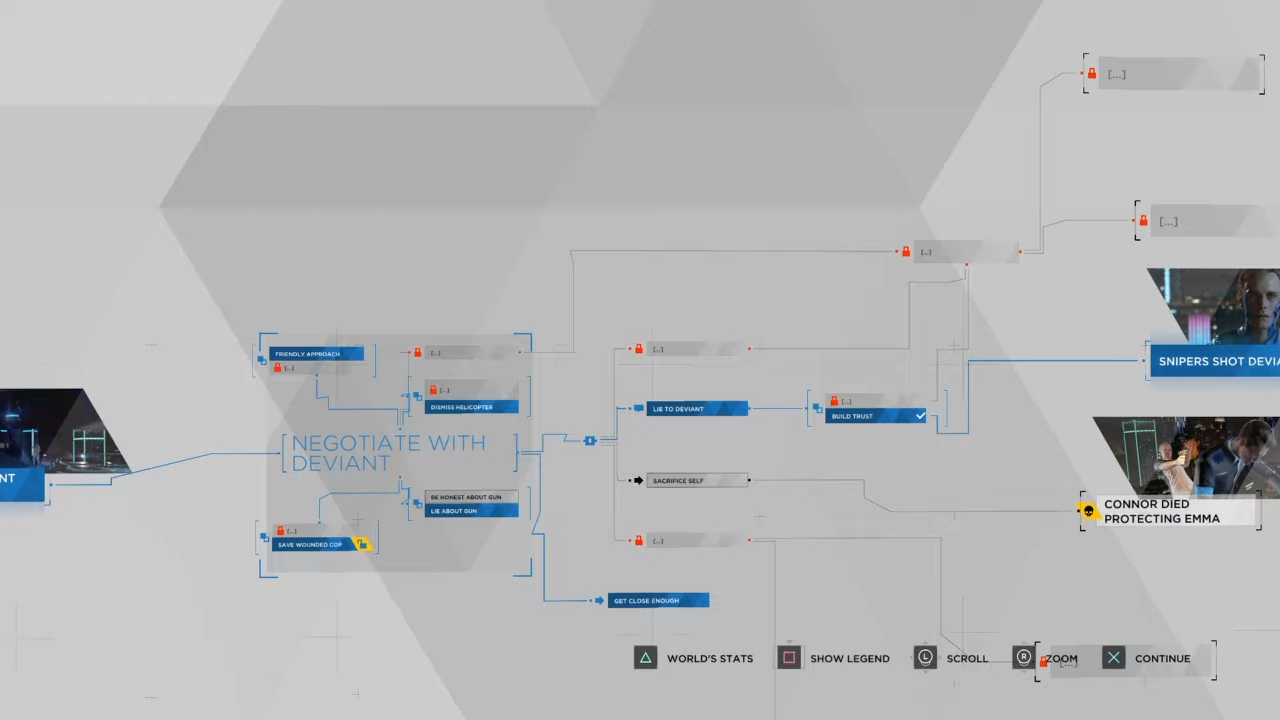 [...]
[...]
[...]
FRIENDLY APPROACH
[...]
[...]
[...]
DISMISS HELICOPTER
NEGOTIATE WITH
DEVIANT
BE HONEST ABOUT GUN
LIE ABOUT GUN
[...]
SAVE WOUNDED COP
NT
[...]
LIE TO DEVIANT
[...]
BUILD TRUST
SACRIFICE SELF
[...]
GET CLOSE ENOUGH
SNIPERS SHOT DEVIA
CONNOR DIED
PROTECTING EMMA
[...]
WORLD'S STATS
SHOW LEGEND
L
SCROLL
R
ZOOM
CONTINUE